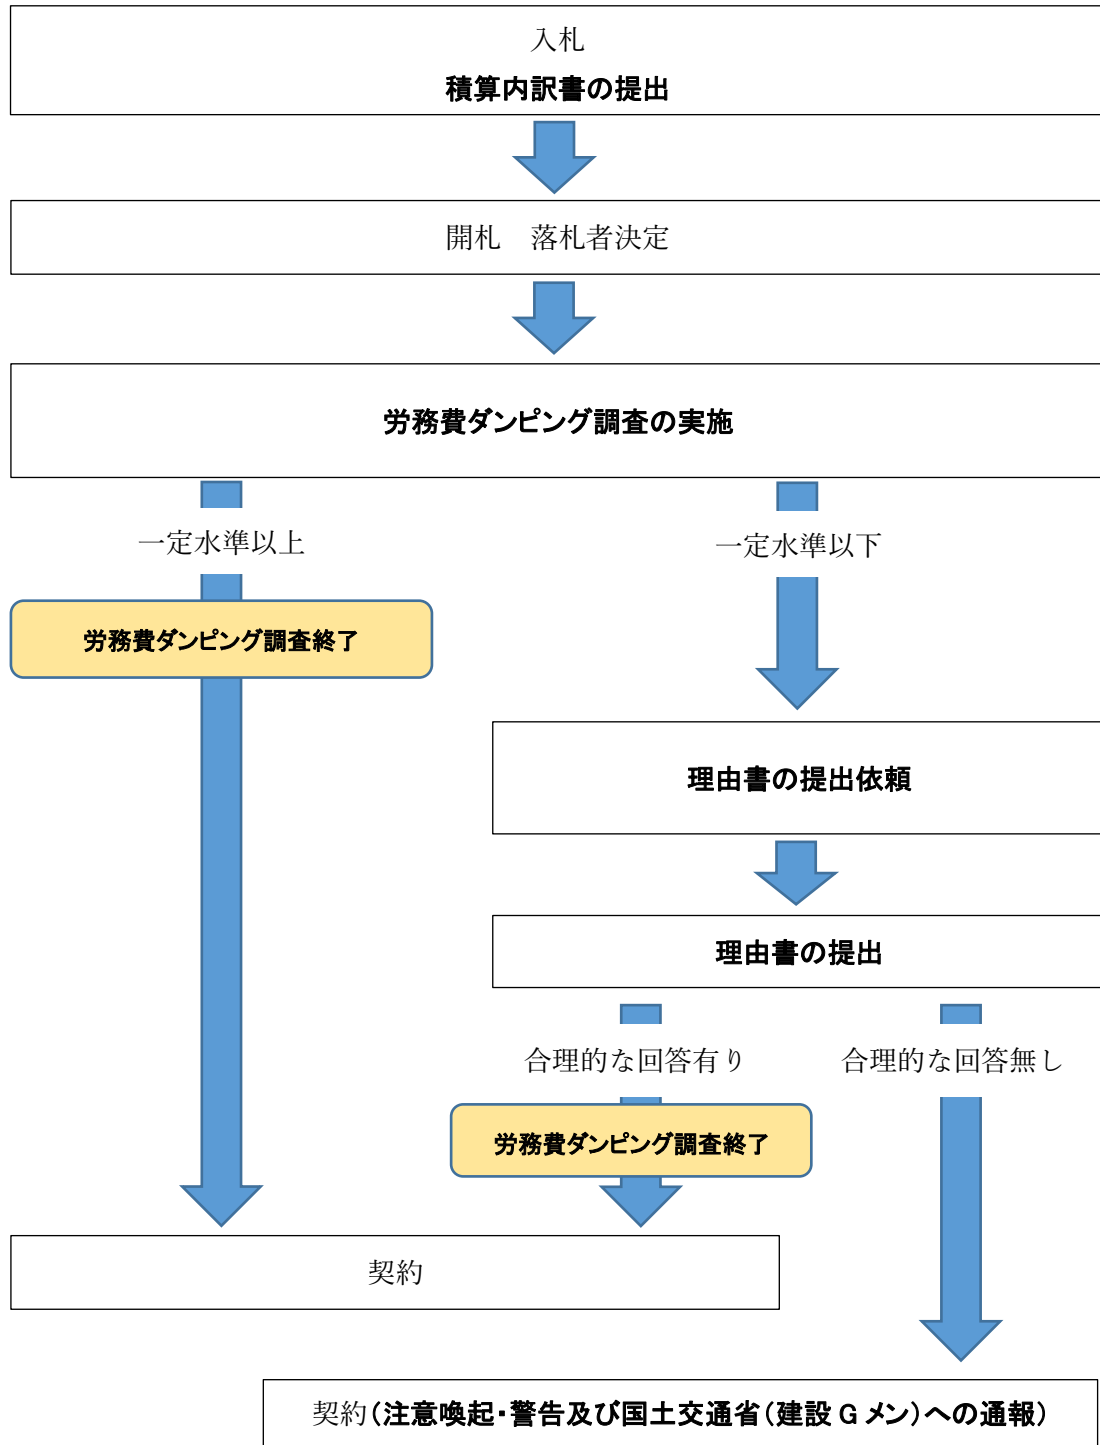 入札
積算内訳書の提出
開札　落札者決定
労務費ダンピング調査の実施
一定水準以上
一定水準以下
労務費ダンピング調査終了
理由書の提出依頼
理由書の提出
合理的な回答有り
合理的な回答無し
労務費ダンピング調査終了
契約
契約(注意喚起・警告及び国土交通省(建設 G メン)への通報)